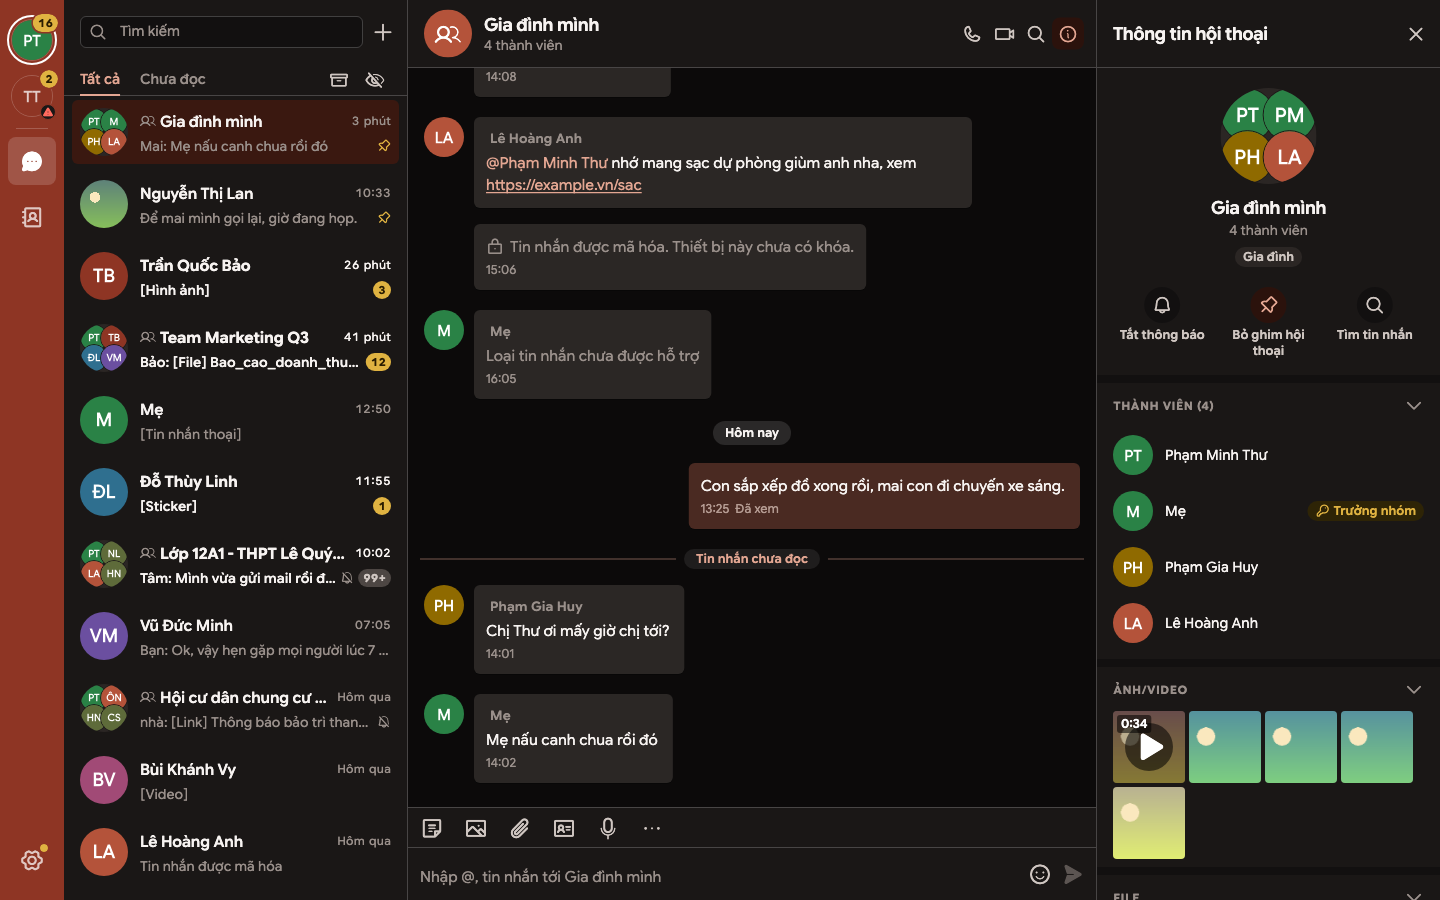 PT
16
TT
2
Tìm kiếm
Tất cả
Chưa đọc
PT M PH LA
Gia đình mình
3 phút
Mai: Mẹ nấu canh chua rồi đó
Nguyễn Thị Lan
10:33
Để mai mình gọi lại, giờ đang họp.
TB
Trần Quốc Bảo
26 phút
[Hình ảnh]
3
PT TB ĐL VM
Team Marketing Q3
41 phút
Bảo: [File] Bao_cao_doanh_thu...
12
M
Mẹ
12:50
[Tin nhắn thoại]
ĐL
Đỗ Thùy Linh
11:55
[Sticker]
1
PT NL LA HN
Lớp 12A1 - THPT Lê Quý...
10:02
Tâm: Mình vừa gửi mail rồi đ...
99+
VM
Vũ Đức Minh
07:05
Bạn: Ok, vậy hẹn gặp mọi người lúc 7 ...
PT ÔN HN CS
Hội cư dân chung cư ...
Hôm qua
nhà: [Link] Thông báo bảo trì than...
BV
Bùi Khánh Vy
Hôm qua
[Video]
LA
Lê Hoàng Anh
Hôm qua
Tin nhắn được mã hóa
Gia đình mình
4 thành viên
14:08
LA
Lê Hoàng Anh
@Phạm Minh Thư nhớ mang sạc dự phòng giùm anh nha, xem
https://example.vn/sac
Tin nhắn được mã hóa. Thiết bị này chưa có khóa.
15:06
M
Mẹ
Loại tin nhắn chưa được hỗ trợ
16:05
Hôm nay
Con sắp xếp đồ xong rồi, mai con đi chuyến xe sáng.
13:25 Đã xem
Tin nhắn chưa đọc
PH
Phạm Gia Huy
Chị Thư ơi mấy giờ chị tới?
14:01
M
Mẹ
Mẹ nấu canh chua rồi đó
14:02
Nhập @, tin nhắn tới Gia đình mình
Thông tin hội thoại
PT PM
PH LA
Gia đình mình
4 thành viên
Gia đình
Tắt thông báo
Bỏ ghim hội
thoại
Tìm tin nhắn
THÀNH VIÊN (4)
PT
Phạm Minh Thư
M
Mẹ
Trưởng nhóm
PH
Phạm Gia Huy
LA
Lê Hoàng Anh
ẢNH/VIDEO
0:34
FILE